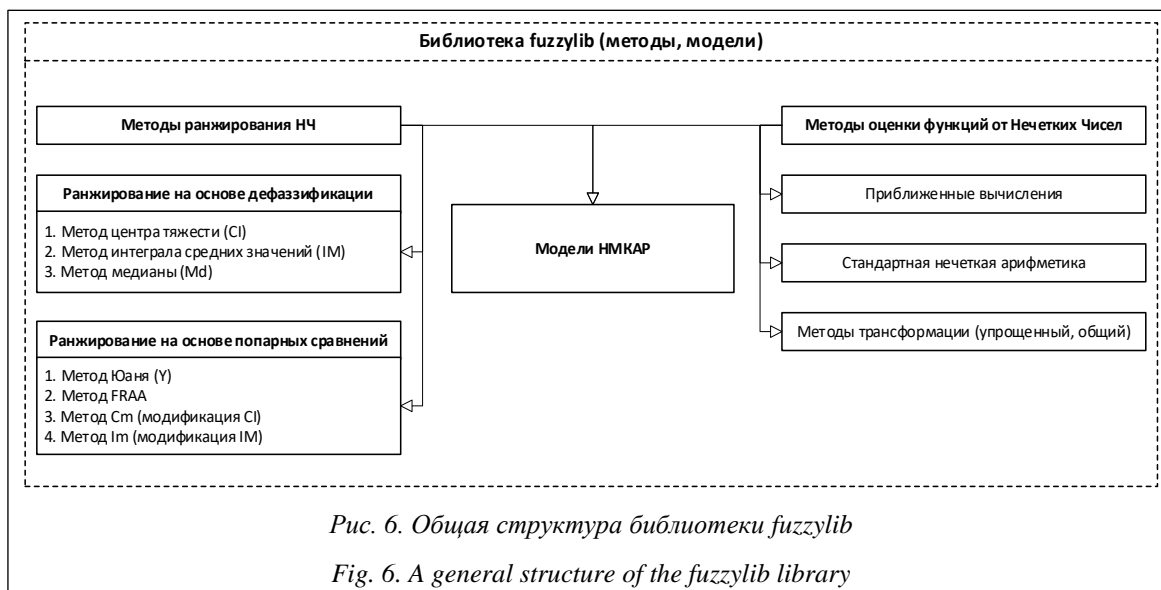 Библиотека fuzzylib (методы, модели)
Методы ранжирования НЧ
Ранжирование на основе дефаззификации
1. Метод центра тяжести (CI)
2. Метод интеграла средних значений (IM)
3. Метод медианы (Md)
Ранжирование на основе попарных сравнений
1. Метод Юаня (Y)
2. Метод FRAA
3. Метод Cm (модификация CI)
4. Метод Im (модификация IM)
Модели НМКАР
Методы оценки функций от Нечетких Чисел
Приближенные вычисления
Стандартная нечеткая арифметика
Методы трансформации (упрощенный, общий)
Рис. 6. Общая структура библиотеки fuzzylib
Fig. 6. A general structure of the fuzzylib library